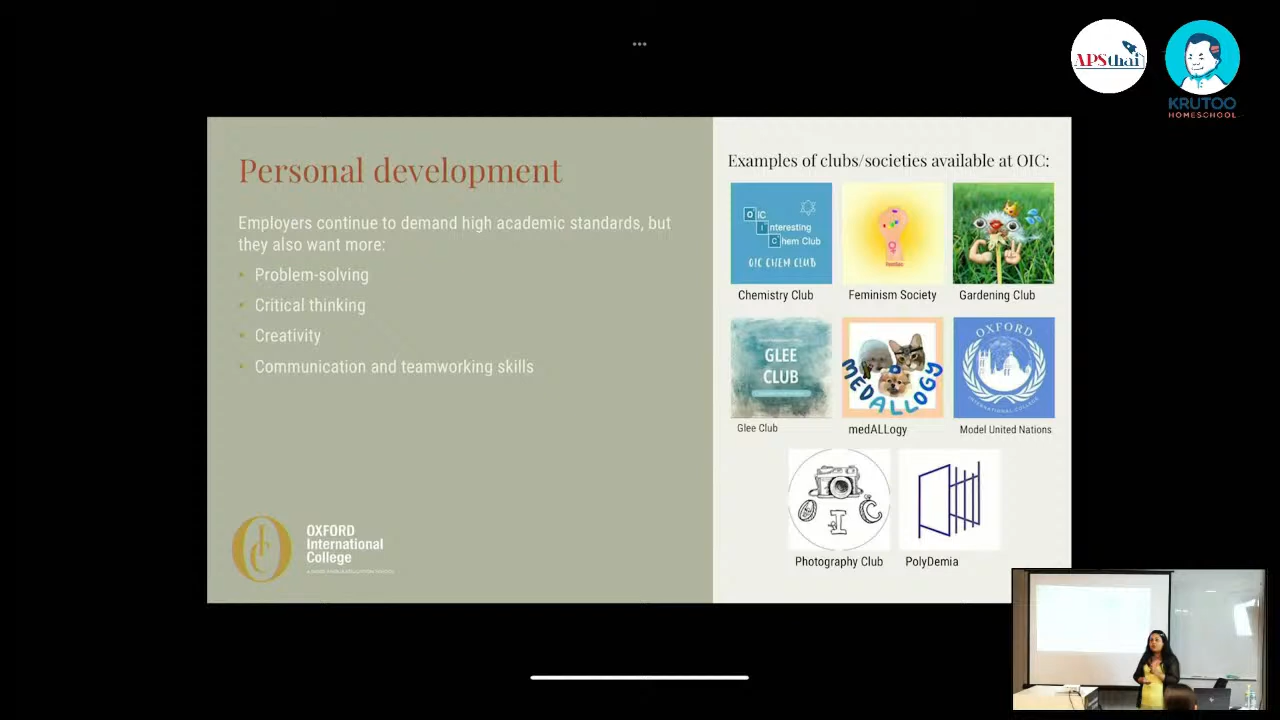 •••
APSthai
KRUTOO
HOMESCHOOL
Personal development
Employers continue to demand high academic standards, but
they also want more:
• Problem-solving
• Critical thinking
• Creativity
• Communication and teamworking skills
OXFORD
International
College
Examples of clubs/societies available at OIC:
O iC
I nteresting
C hem Club
OIC CHEM CLUB
Chemistry Club
Feminism Society
Gardening Club
GLEE
CLUB
Glee Club
MEDALLOGY
medALLogy
OXFORD
INTERNATIONAL COLLEGE
Model United Nations
OIC
Photography Club
PolyDemia